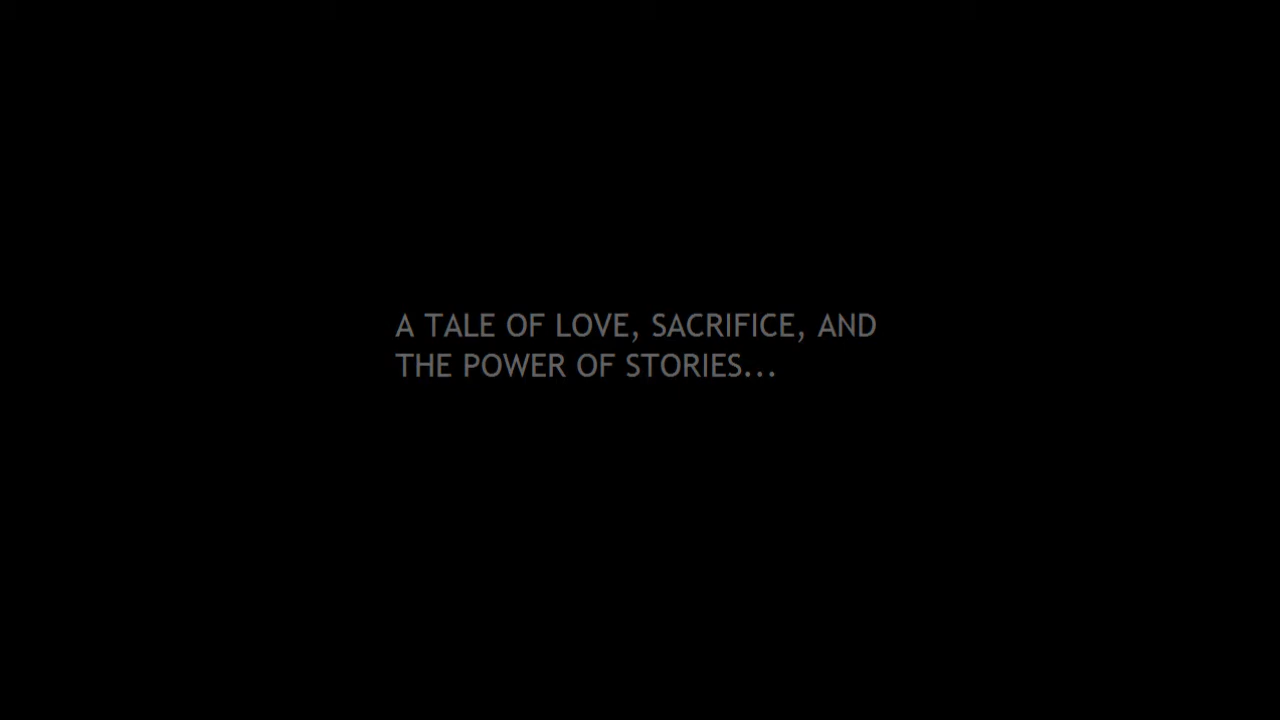 A TALE OF LOVE, SACRIFICE, AND
THE POWER OF STORIES...